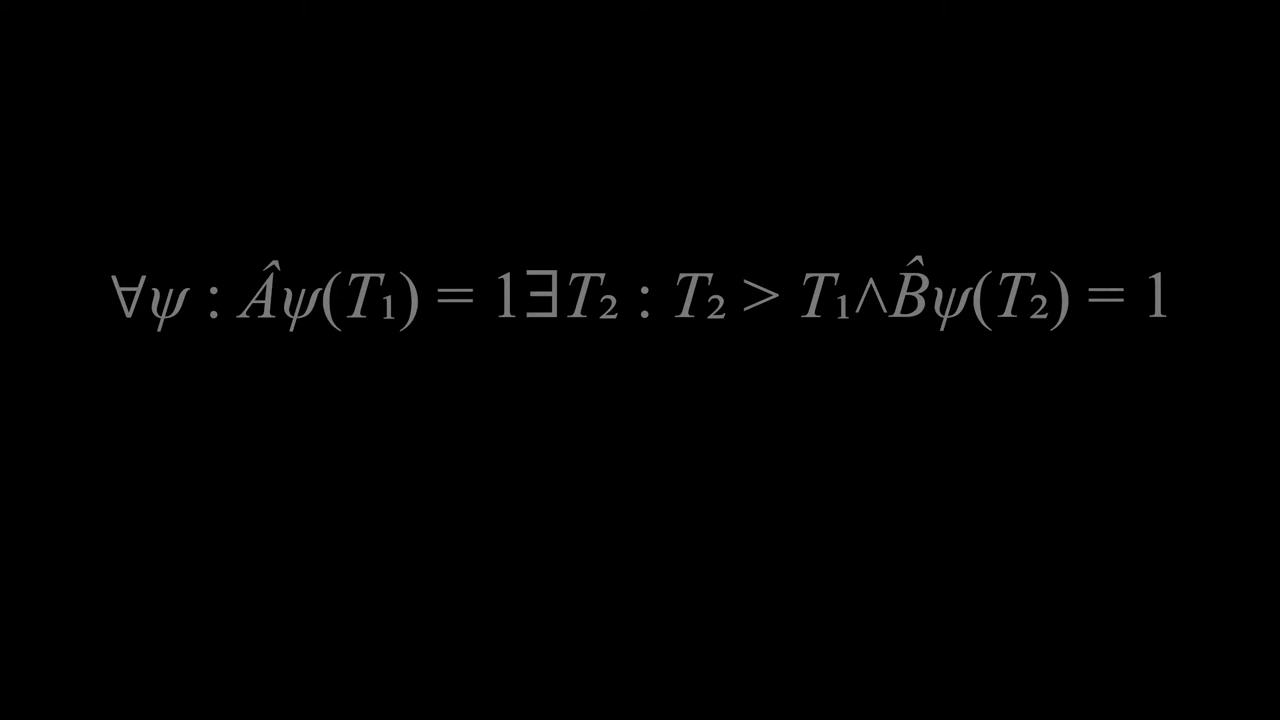 ∀ψ : Âψ(T₁) = 1∃T₂ : T₂ > T₁∧B̂ψ(T₂) = 1